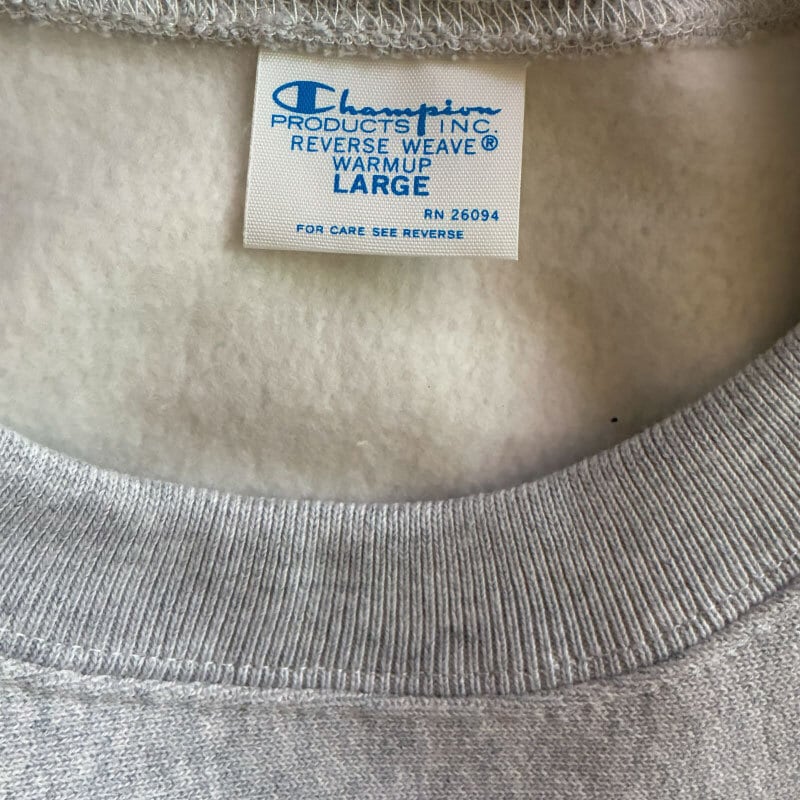 Champion
PRODUCTS INC.
REVERSE WEAVE®
WARMUP
LARGE
RN 26094
FOR CARE SEE REVERSE